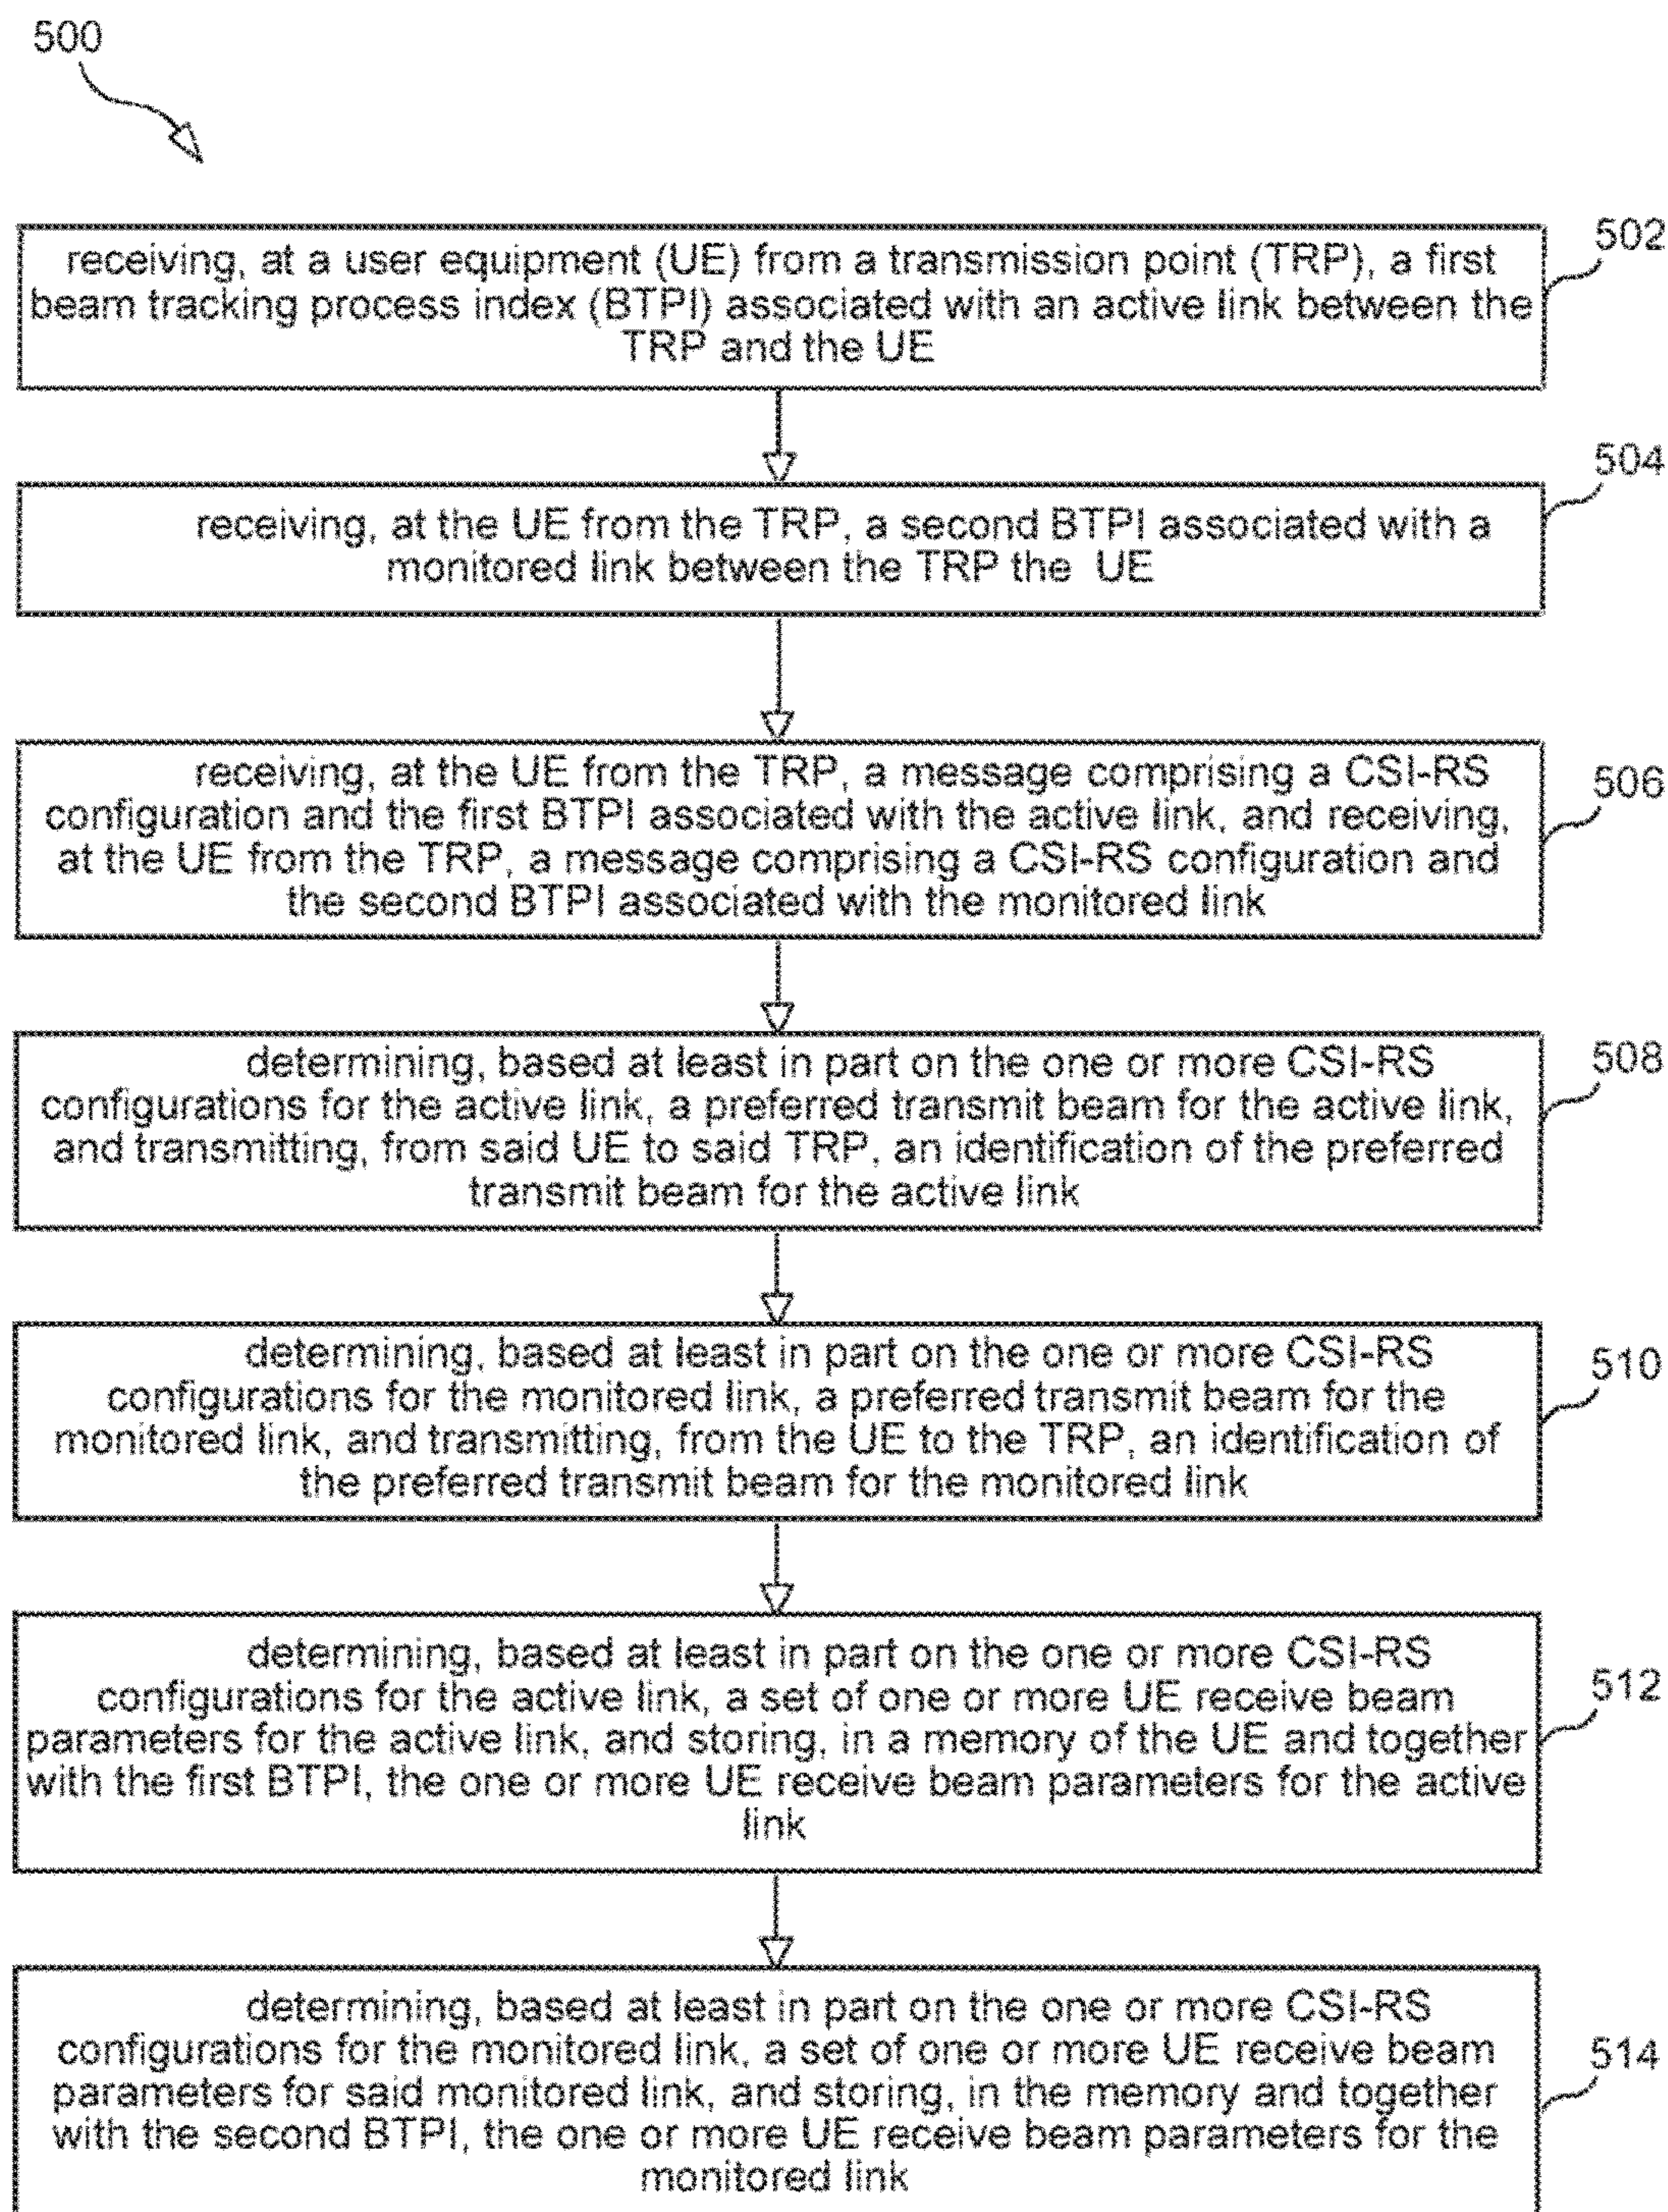 500
502
receiving, at a user equipment (UE) from a transmission point (TRP), a first
beam tracking process index (BTPI) associated with an active link between the
TRP and the UE
504
receiving, at the UE from the TRP, a second BTPI associated with a
monitored link between the TRP the UE
506
receiving, at the UE from the TRP, a message comprising a CSI-RS
configuration and the first BTPI associated with the active link, and receiving,
at the UE from the TRP, a message comprising a CSI-RS configuration and
the second BTPI associated with the monitored link
508
determining, based at least in part on the one or more CSI-RS
configurations for the active link, a preferred transmit beam for the active link,
and transmitting, from said UE to said TRP, an identification of the preferred
transmit beam for the active link
510
determining, based at least in part on the one or more CSI-RS
configurations for the monitored link, a preferred transmit beam for the
monitored link, and transmitting, from the UE to the TRP, an identification of
the preferred transmit beam for the monitored link
512
determining, based at least in part on the one or more CSI-RS
configurations for the active link, a set of one or more UE receive beam
parameters for the active link, and storing, in a memory of the UE and together
with the first BTPI, the one or more UE receive beam parameters for the active
link
514
determining, based at least in part on the one or more CSI-RS
configurations for the monitored link, a set of one or more UE receive beam
parameters for said monitored link, and storing, in the memory and together
with the second BTPI, the one or more UE receive beam parameters for the
monitored link